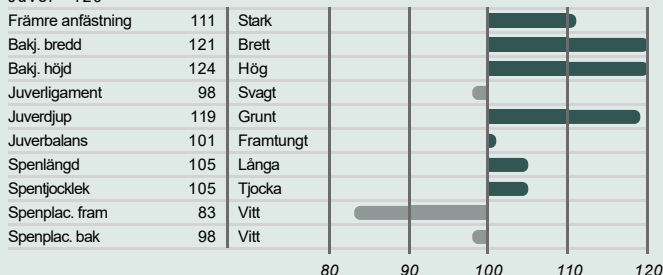 Främre anfästning 111 Stark
Bakj. bredd 121 Brett
Bakj. höjd 124 Hög
Juverligament 98 Svagt
Juverdjup 119 Grunt
Juverbalans 101 Framtungt
Spenlängd 105 Långa
Spentjocklek 105 Tjocka
Spenplac. fram 83 Vitt
Spenplac. bak 98 Vitt
80 90 100 110 120